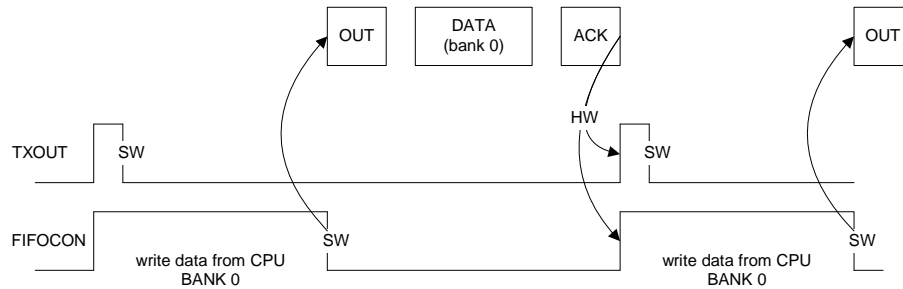 OUT
DATA
(bank 0)
ACK
OUT
HW
TXOUT
SW
SW
FIFOCON
SW
SW
write data from CPU
BANK 0
write data from CPU
BANK 0